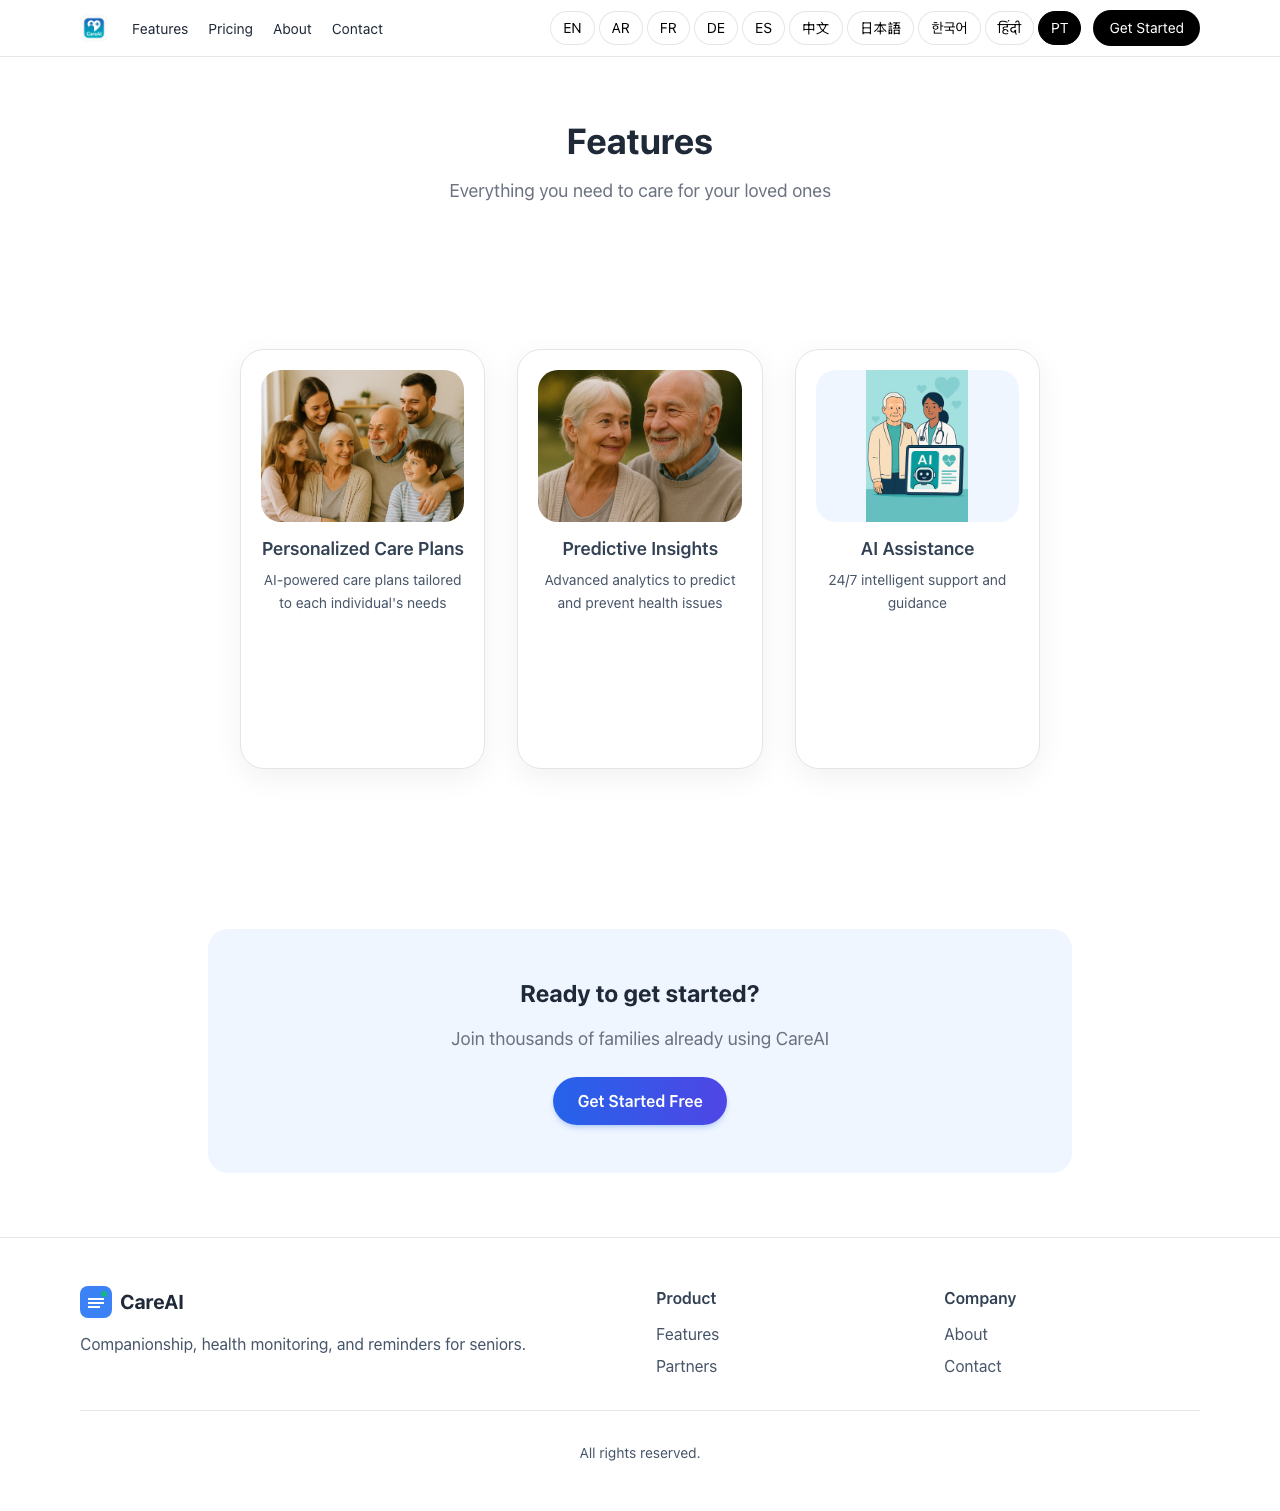 CareAI
Features
Pricing
About
Contact
EN
AR
FR
DE
ES
中文
日本語
한국어
हिंदी
PT
Get Started
Features
Everything you need to care for your loved ones
AI
Personalized Care Plans
AI-powered care plans tailored
to each individual's needs
Predictive Insights
Advanced analytics to predict
and prevent health issues
AI Assistance
24/7 intelligent support and
guidance
Ready to get started?
Join thousands of families already using CareAI
Get Started Free
CareAI
Companionship, health monitoring, and reminders for seniors.
Product
Features
Partners
Company
About
Contact
All rights reserved.